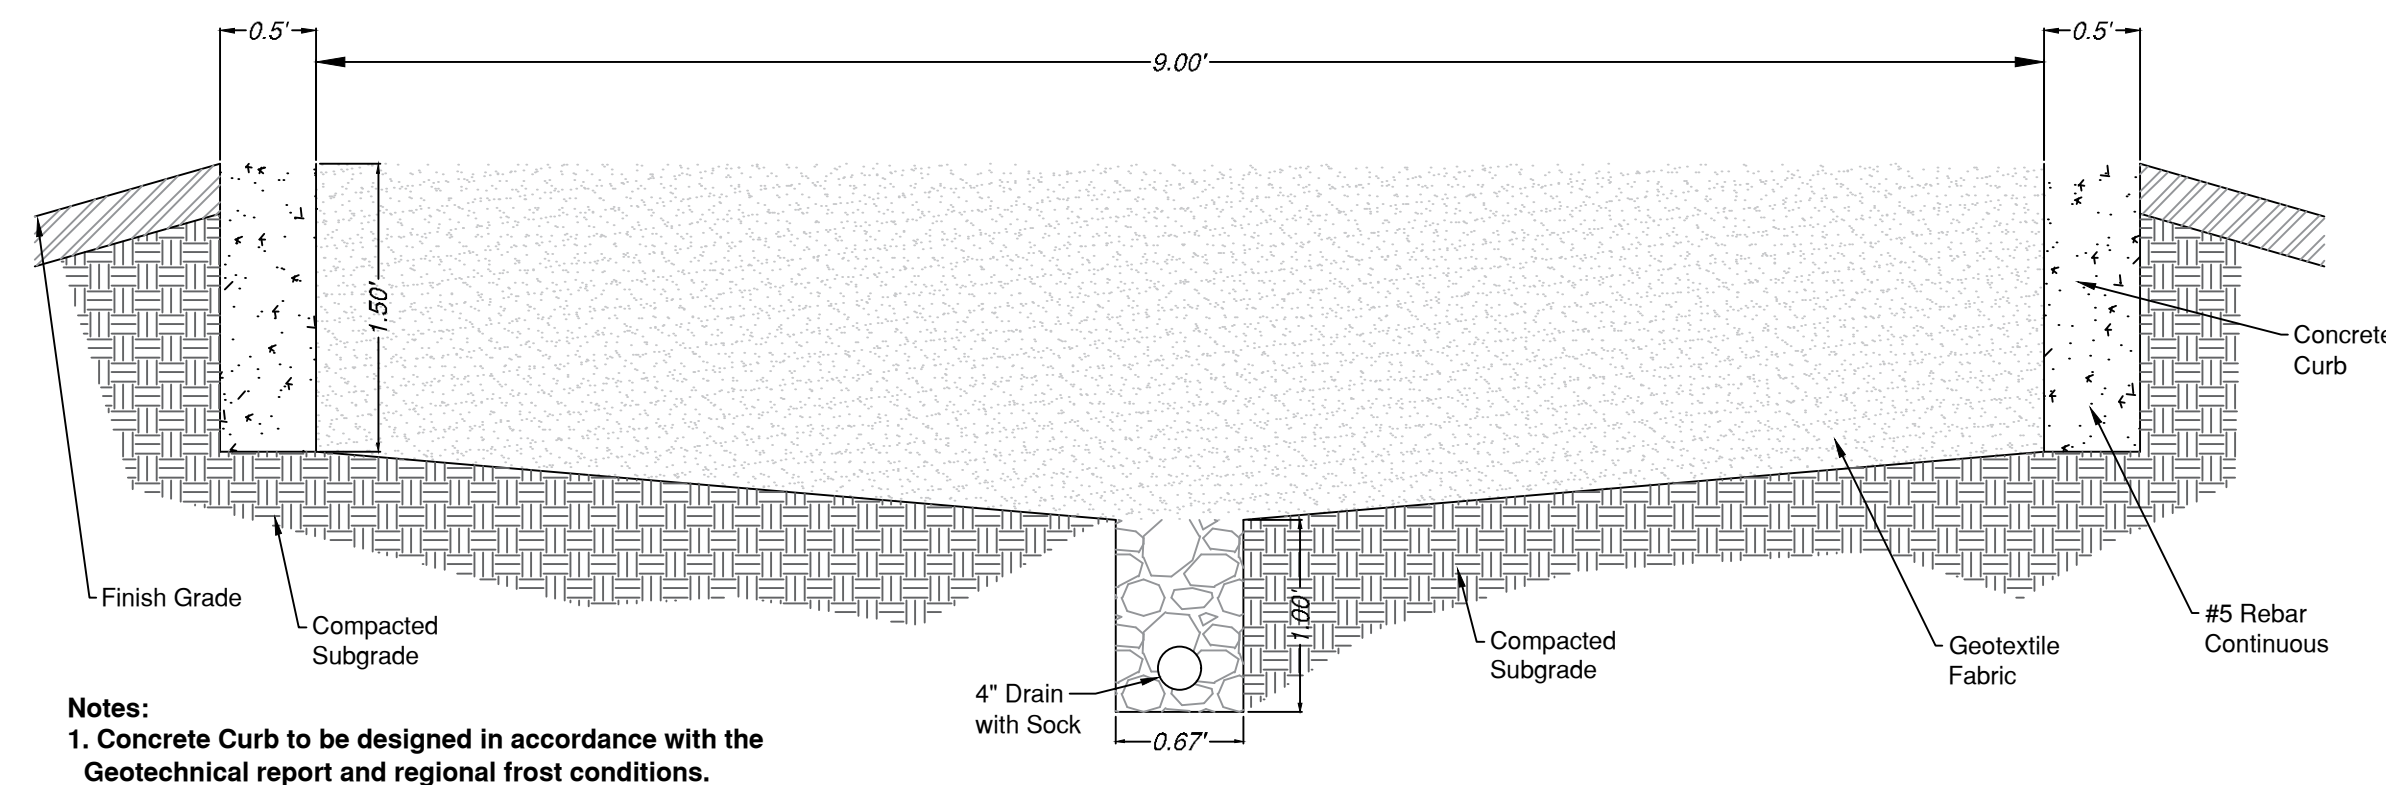 0.5'
0.5'
9.00'
1.50'
Concrete
Curb
Finish Grade
1.00'
#5 Rebar
Continuous
Compacted
Subgrade
Compacted
Subgrade
Geotextile
Fabric
4" Drain
with Sock
0.67'
Notes:
1. Concrete Curb to be designed in accordance with the
Geotechnical report and regional frost conditions.